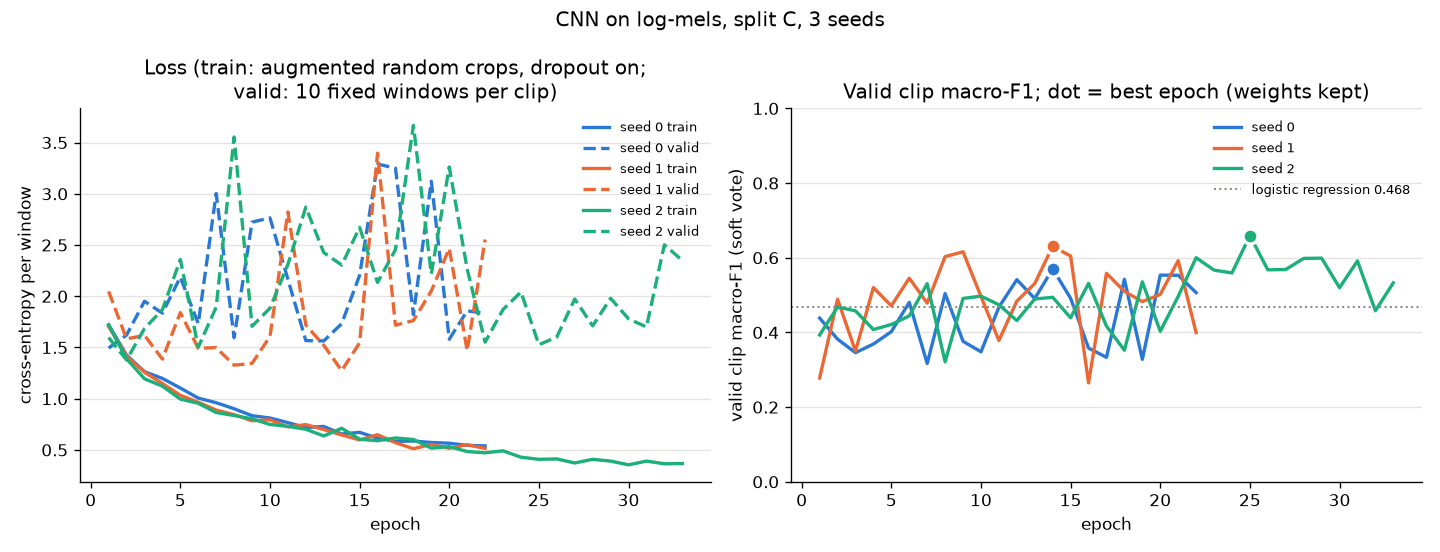 CNN on log-mels, split C, 3 seeds
Loss (train: augmented random crops, dropout on;
valid: 10 fixed windows per clip)
cross-entropy per window
3.5
3.0
2.5
2.0
1.5
1.0
0.5
seed 0 train
seed 0 valid
seed 1 train
seed 1 valid
seed 2 train
seed 2 valid
0
5
10
15
20
25
30
epoch
Valid clip macro-F1; dot = best epoch (weights kept)
valid clip macro-F1 (soft vote)
1.0
0.8
0.6
0.4
0.2
0.0
seed 0
seed 1
seed 2
logistic regression 0.468
0
5
10
15
20
25
30
epoch